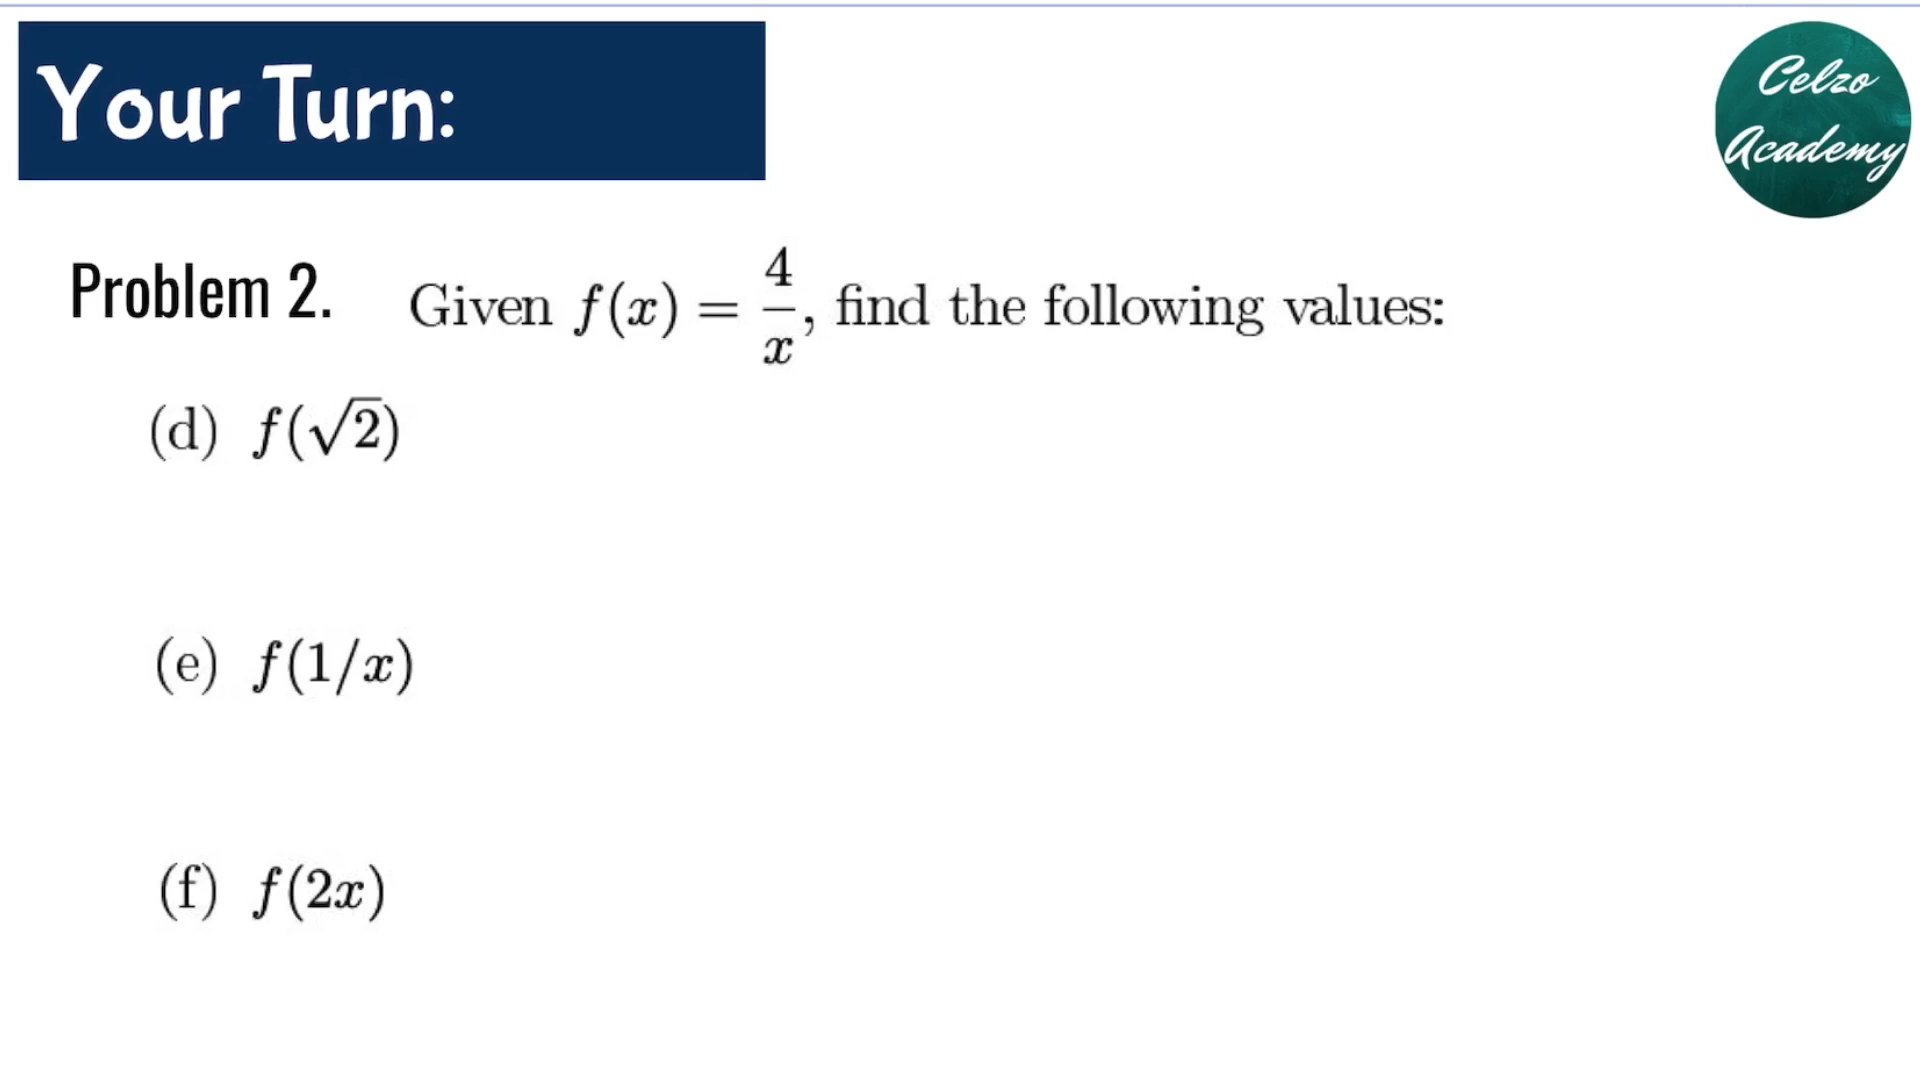 Your Turn:
Celzo
Academy
Problem 2. Given f(x) = 4/x, find the following values:
(d) f(√2)
(e) f(1/x)
(f) f(2x)